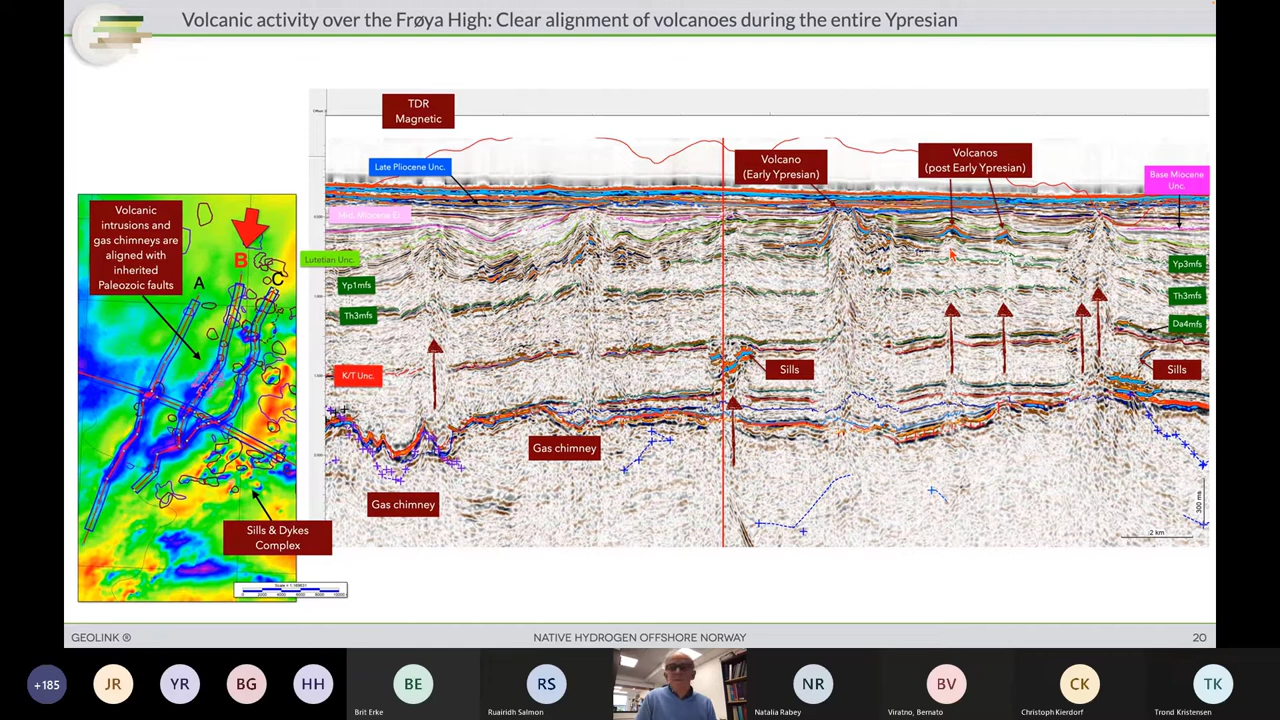 Volcanic activity over the Frøya High: Clear alignment of volcanoes during the entire Ypresian
TDR
Magnetic
Late Pliocene Unc.
Volcano
(Early Ypresian)
Volcanos
(post Early Ypresian)
Base Miocene
Unc.
Volcanic
intrusions and
gas chimneys are
aligned with
inherited
Paleozoic faults
A
B
C
Lutetian Unc.
Yp1mfs
Th3mfs
K/T Unc.
Yp3mfs
Th3mfs
Da4mfs
Sills
Sills
Gas chimney
Gas chimney
Sills & Dykes
Complex
300 ms
2 km
GEOLINK ®
NATIVE HYDROGEN OFFSHORE NORWAY
20
+185
JR
YR
BG
HH
BE
Brit Erke
RS
Ruairidh Salmon
NR
Natalia Rabey
BV
Viratno, Bernato
CK
Christoph Kierdorf
TK
Trond Kristensen